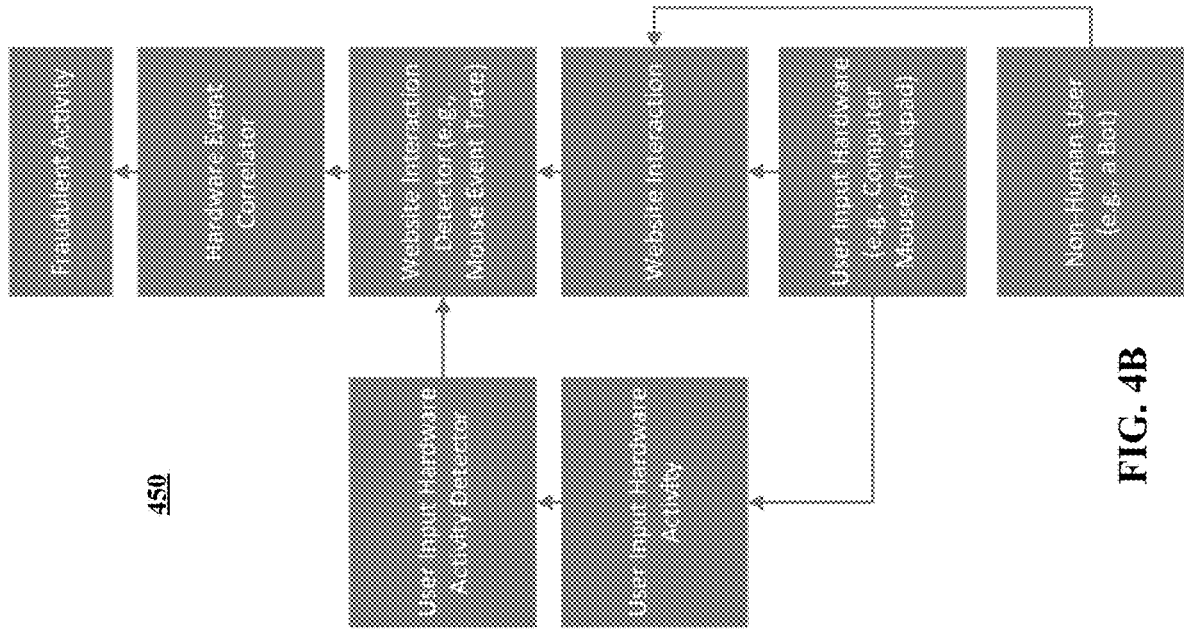 450
Non-Human User
(e.g., a Bot)
User Input Hardware
(e.g., Computer
Mouse/Trackpad)
Website Interaction
Website Interaction
Detector (e.g.,
Mouse Event Trace)
Hardware Event
Correlator
Fraudulent Activity
User Input Hardware
Activity
User Input Hardware
Activity Detector
FIG. 4B